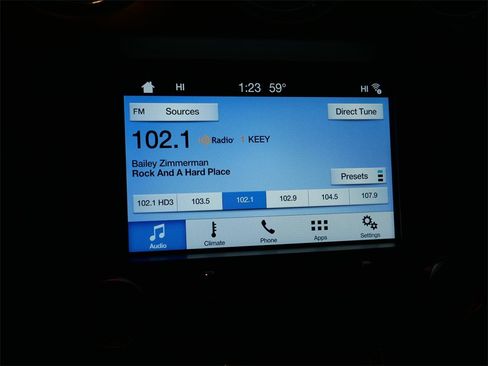 HI 1:23 59° HI
FM Sources Direct Tune
102.1 HD Radio 1 KEEY
Bailey Zimmerman
Rock And A Hard Place
Presets
102.1 HD3 103.5 102.1 102.9 104.5 107.9
Audio Climate Phone Apps Settings